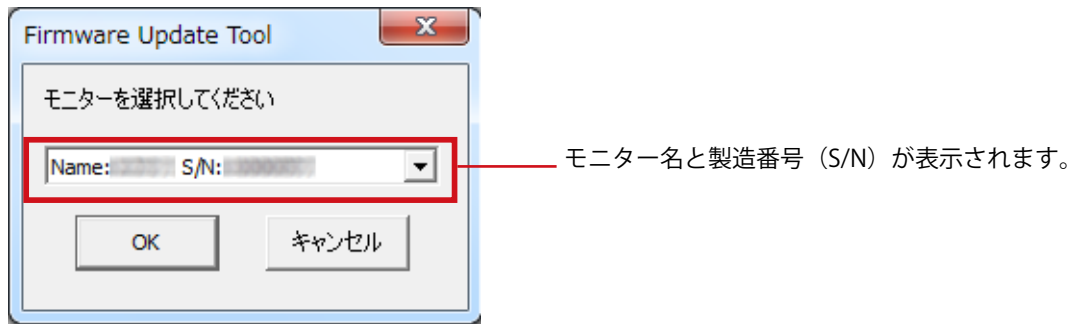 Firmware Update Tool
モニターを選択してください
Name: S/N:
モニター名と製造番号（S/N）が表示されます。
OK キャンセル